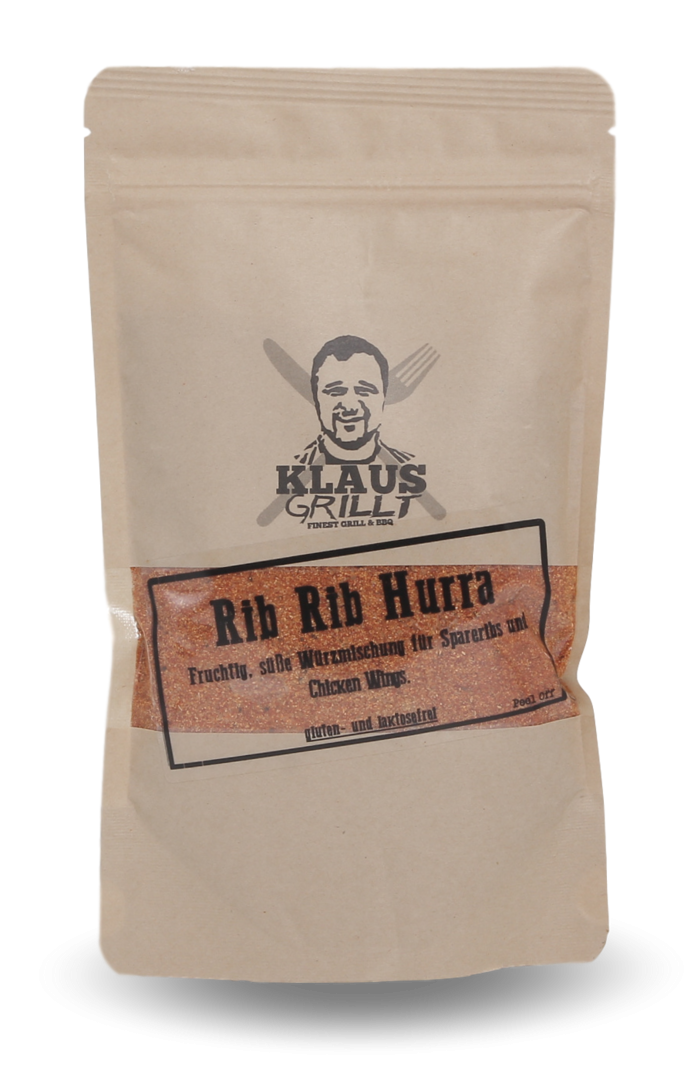 KLAUS
GRILLT
FINEST GRILL & BBQ
Rib Rib Hurra
Fruchtig, süße Würzmischung für Spareribs und
Chicken Wings.
Peel Off
gluten- und laktosefrei